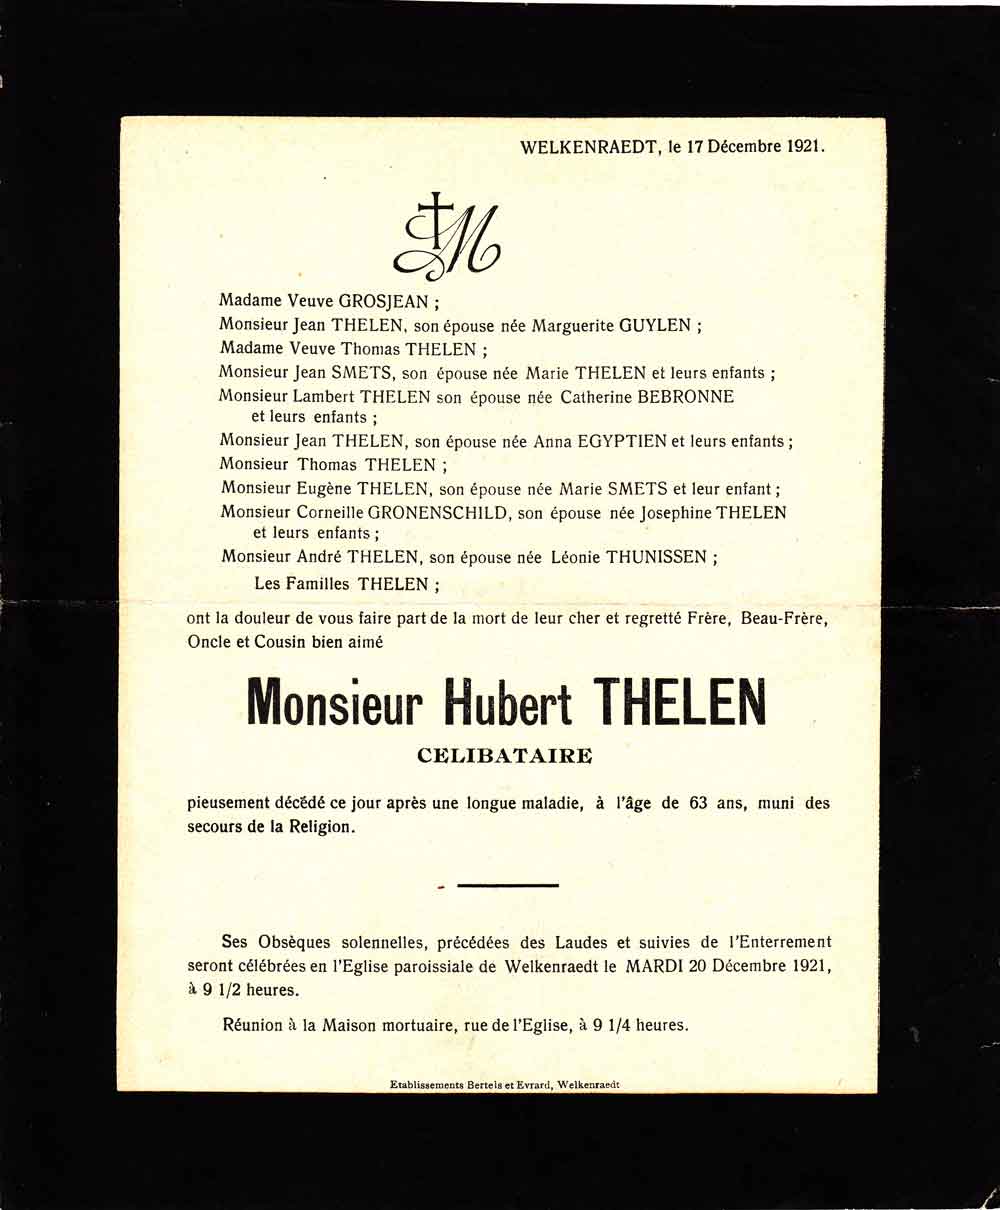 WELKENRAEDT, le 17 Décembre 1921.
M
Madame Veuve GROSJEAN ;
Monsieur Jean THELEN, son épouse née Marguerite GUYLEN ;
Madame Veuve Thomas THELEN ;
Monsieur Jean SMETS, son épouse née Marie THELEN et leurs enfants ;
Monsieur Lambert THELEN son épouse née Catherine BEBRONNE
et leurs enfants ;
Monsieur Jean THELEN, son épouse née Anna EGYPTIEN et leurs enfants ;
Monsieur Thomas THELEN ;
Monsieur Eugène THELEN, son épouse née Marie SMETS et leur enfant ;
Monsieur Corneille GRONENSCHILD, son épouse née Josephine THELEN
et leurs enfants ;
Monsieur André THELEN, son épouse née Léonie THUNISSEN ;
Les Familles THELEN ;
ont la douleur de vous faire part de la mort de leur cher et regretté Frère, Beau-Frère,
Oncle et Cousin bien aimé
Monsieur Hubert THELEN
CELIBATAIRE
pieusement décédé ce jour après une longue maladie, à l'âge de 63 ans, muni des
secours de la Religion.
Ses Obsèques solennelles, précédées des Laudes et suivies de l'Enterrement
seront célébrées en l'Eglise paroissiale de Welkenraedt le MARDI 20 Décembre 1921,
à 9 1/2 heures.
Réunion à la Maison mortuaire, rue de l'Eglise, à 9 1/4 heures.
Etablissements Bertels et Evrard, Welkenraedt